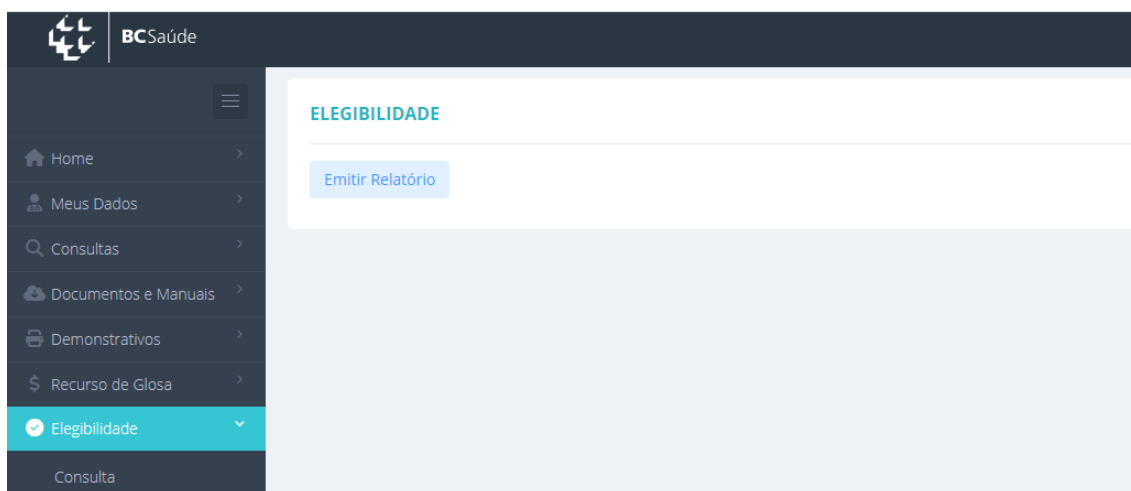 BCSaúde
ELEGIBILIDADE
Emitir Relatório
Home
Meus Dados
Consultas
Documentos e Manuais
Demonstrativos
Recurso de Glosa
Elegibilidade
Consulta